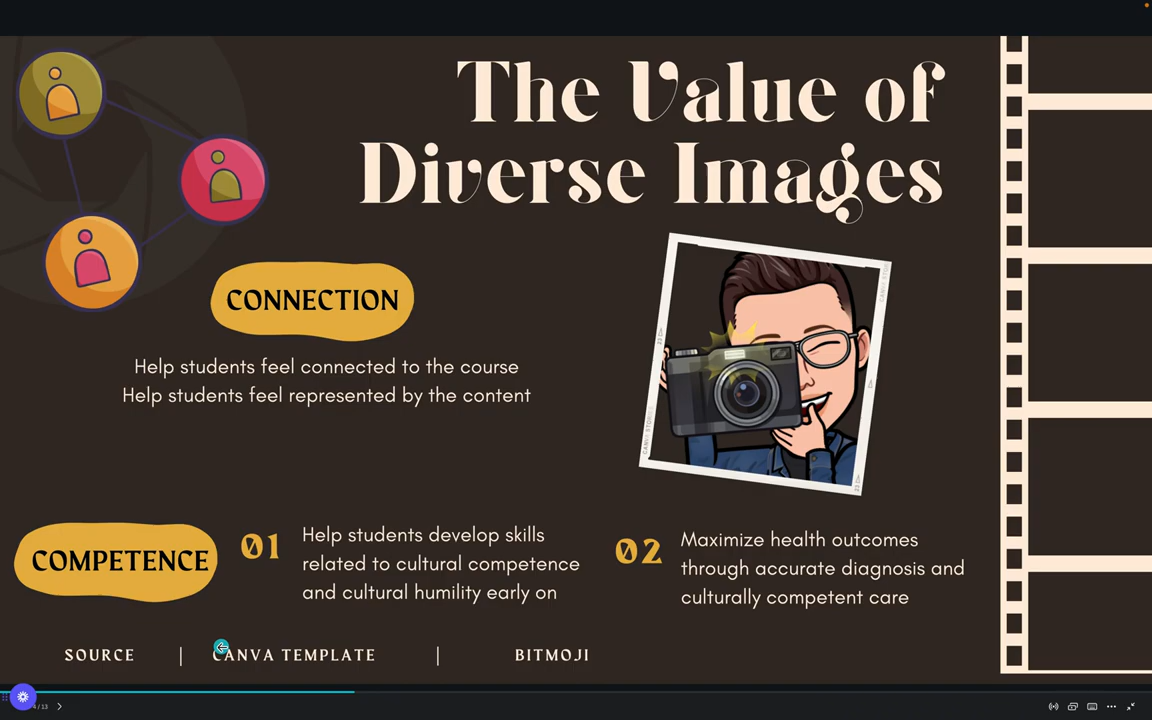 The Value of
Diverse Images
CONNECTION
Help students feel connected to the course
Help students feel represented by the content
COMPETENCE
01
Help students develop skills
related to cultural competence
and cultural humility early on
02
Maximize health outcomes
through accurate diagnosis and
culturally competent care
SOURCE | CANVA TEMPLATE | BITMOJI
4/13